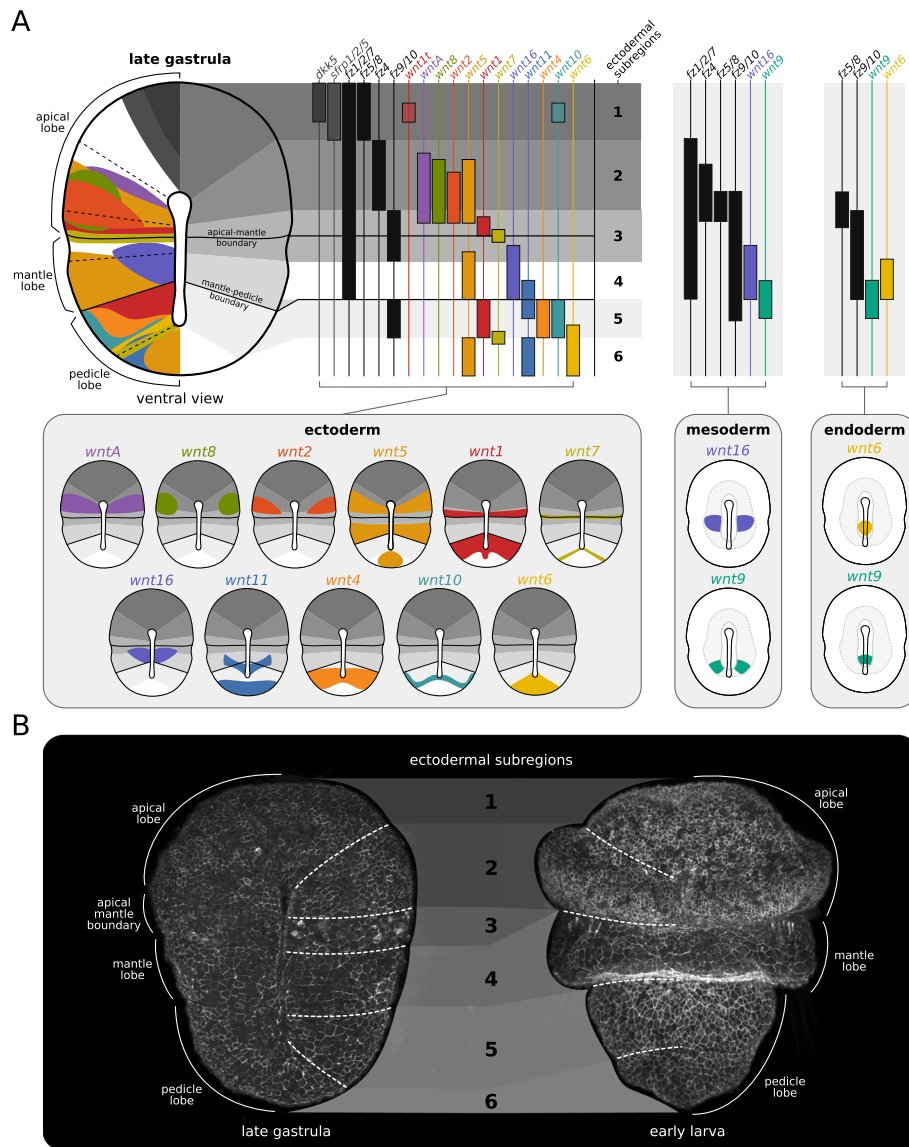 A
late gastrula
apical
lobe
mantle
lobe
pedicle
lobe
apical-mantle
boundary
mantle-pedicle
boundary
ventral view
dkk5
sfrp1/2/5
fz1/2/7
fz5/8
fz4
fz9/10
wnt1t
wntA
wnt8
wnt2
wnt5
wnt1
wnt7
wnt16
wnt11
wnt4
wnt10
wnt6
ectodermal
subregions
1
2
3
4
5
6
fz1/2/7
fz4
fz5/8
fz9/10
wnt16
wnt9
fz5/8
fz9/10
wnt9
wnt6
ectoderm
wntA
wnt8
wnt2
wnt5
wnt1
wnt7
wnt16
wnt11
wnt4
wnt10
wnt6
mesoderm
wnt16
wnt9
endoderm
wnt6
wnt9
B
ectodermal subregions
apical
lobe
apical
mantle
boundary
mantle
lobe
pedicle
lobe
1
2
3
4
5
6
apical
lobe
mantle
lobe
pedicle
lobe
late gastrula
early larva